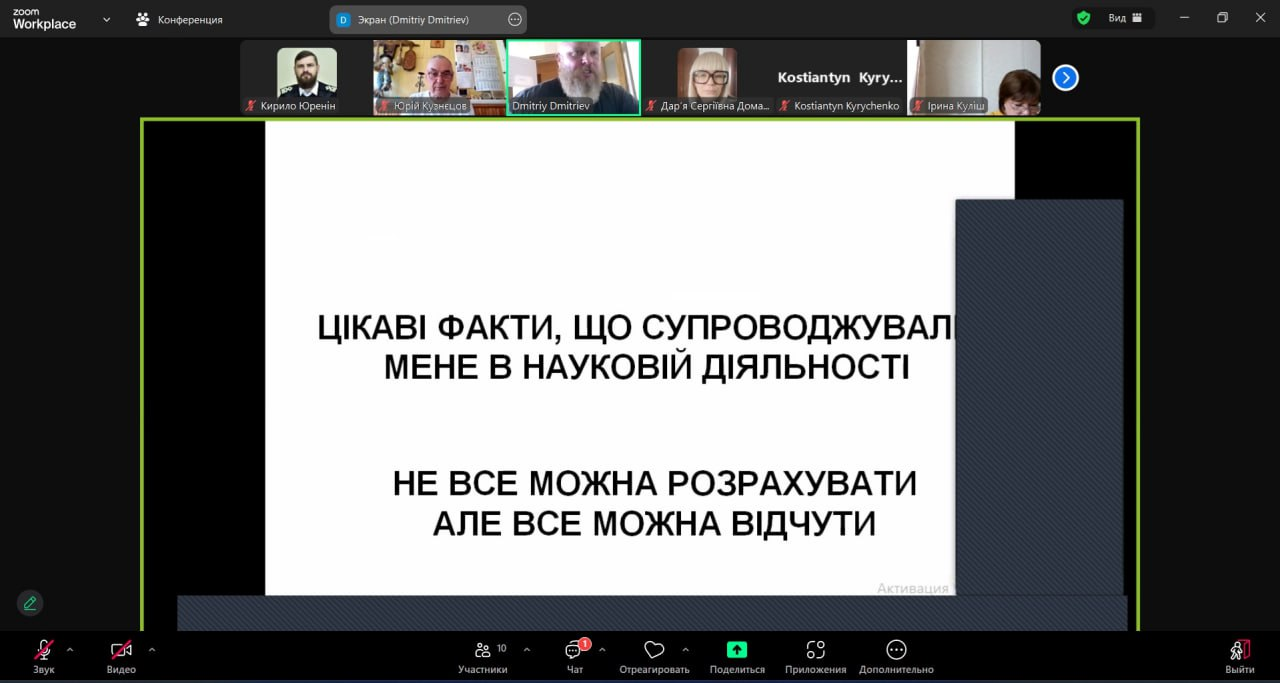 zoom
Workplace
Конференция
D
Экран (Dmitriy Dmitriev)
Вид
Кирило Юренін
Юрій Кузнєцов
Dmitriy Dmitriev
Дар'я Сергіївна Дома...
Kostiantyn Kyry...
Kostiantyn Kyrychenko
Ірина Куліш
ЦІКАВІ ФАКТИ, ЩО СУПРОВОДЖУВАЛ
МЕНЕ В НАУКОВІЙ ДІЯЛЬНОСТІ
НЕ ВСЕ МОЖНА РОЗРАХУВАТИ
АЛЕ ВСЕ МОЖНА ВІДЧУТИ
Активация
Звук
Видео
10
Участники
1
Чат
Отреагировать
Поделиться
Приложения
Дополнительно
Выйти